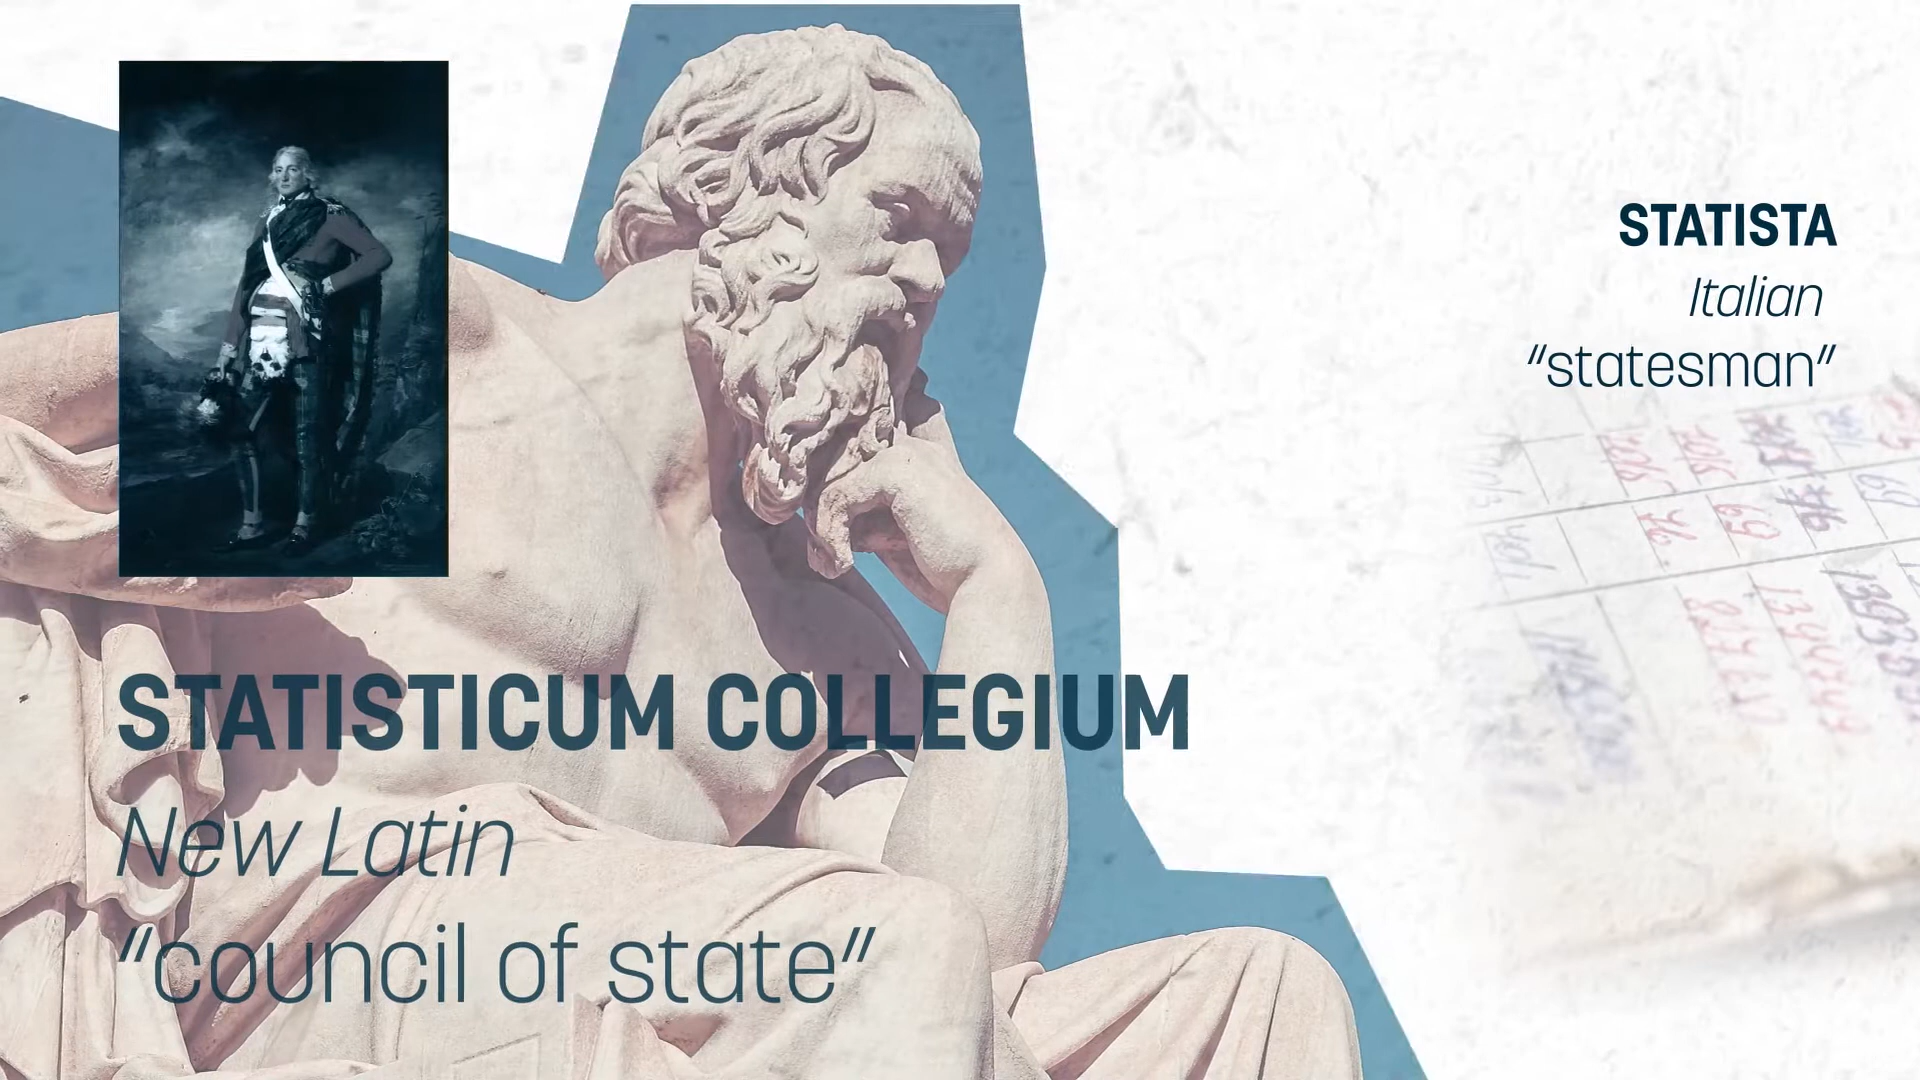 STATISTICUM COLLEGIUM
New Latin
“council of state”
STATISTA
Italian
“statesman”